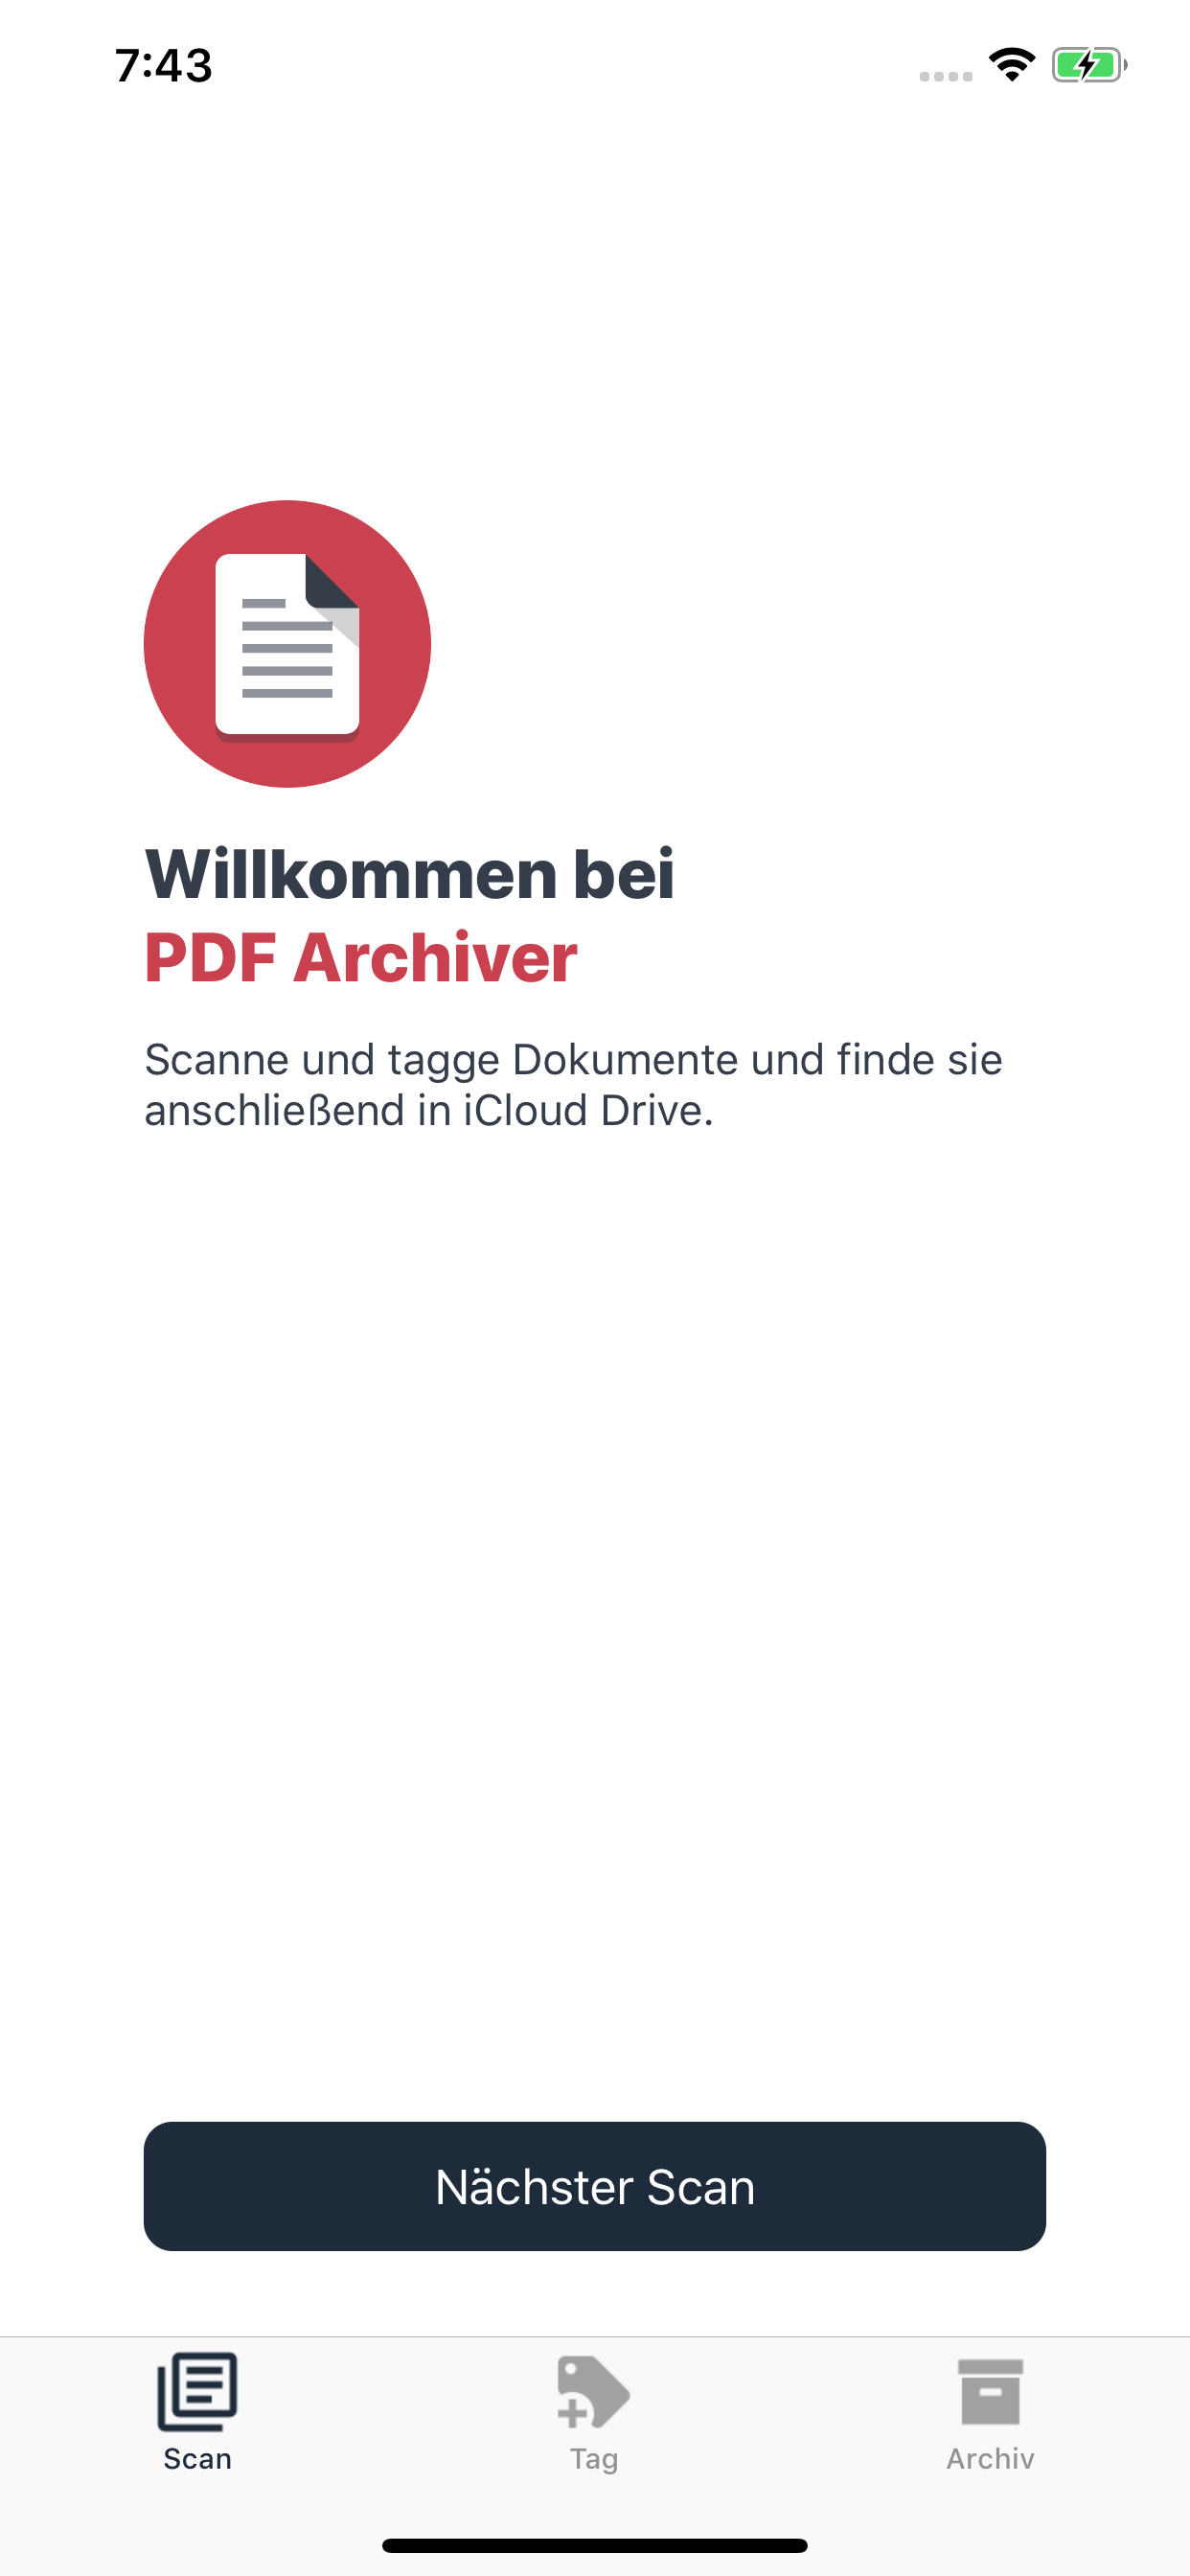 7:43
Willkommen bei
PDF Archiver
Scanne und tagge Dokumente und finde sie
anschließend in iCloud Drive.
Nächster Scan
Scan
Tag
Archiv